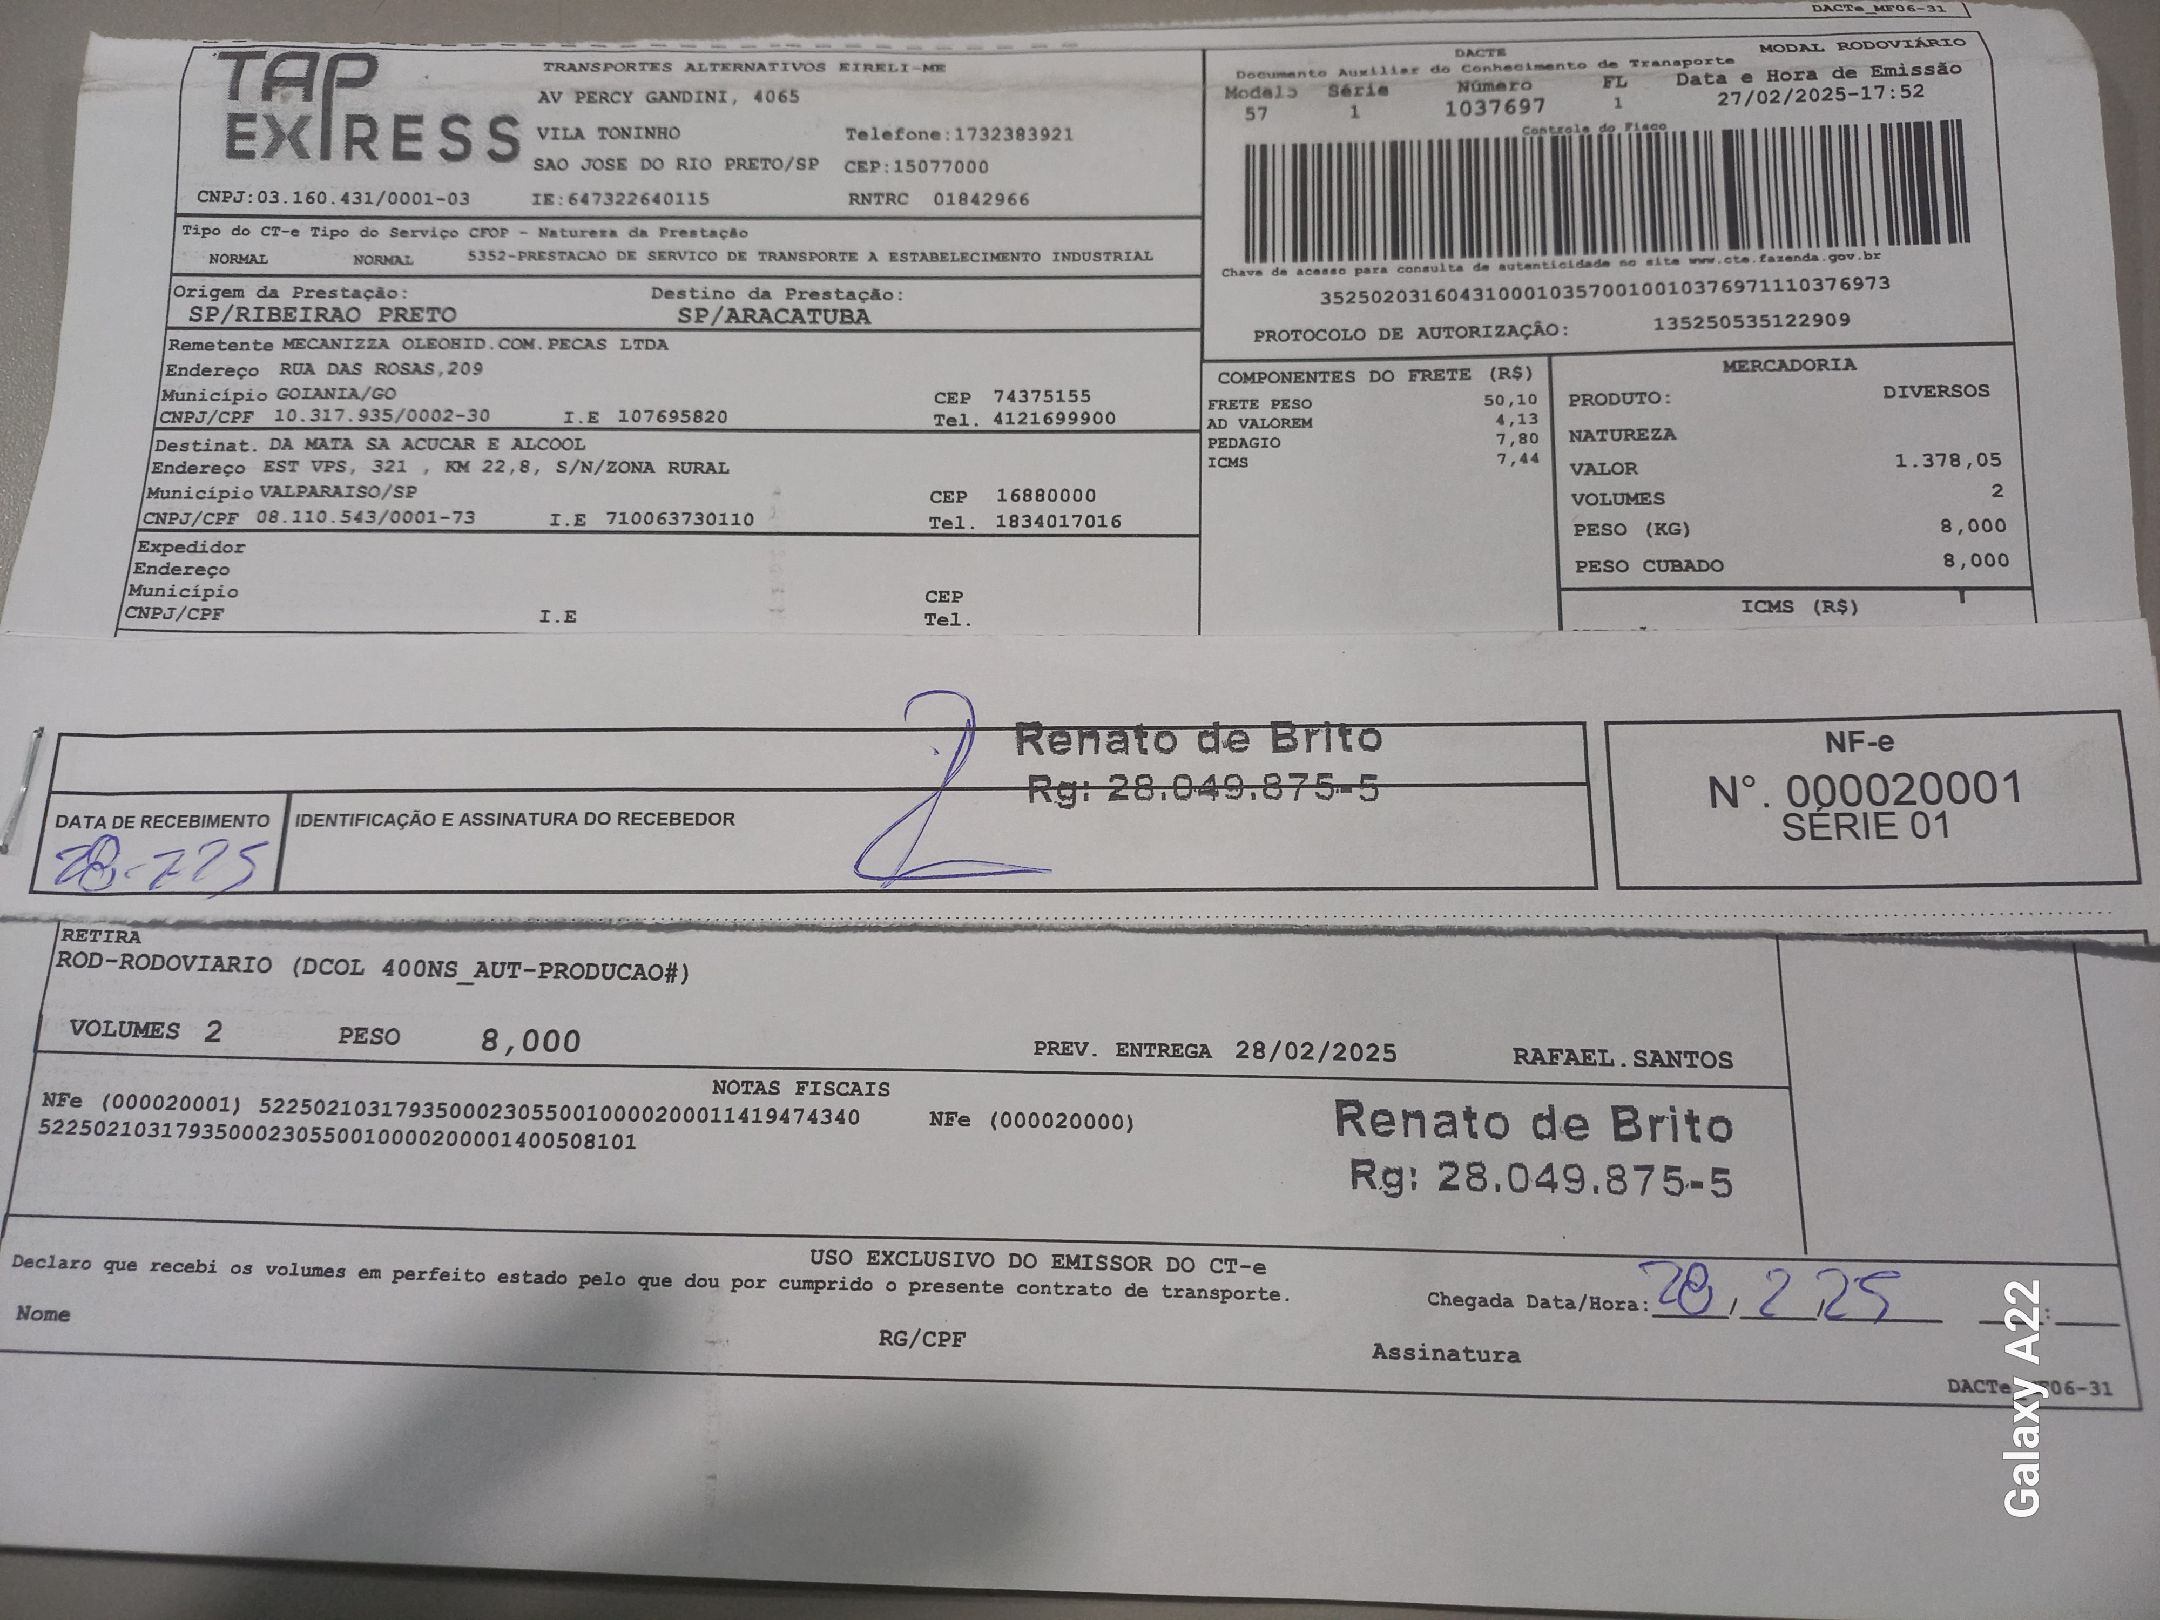 DACTe_MF06-31
TAP EXPRESS
TRANSPORTES ALTERNATIVOS EIRELI-ME
AV PERCY GANDINI, 4065
VILA TONINHO Telefone:1732383921
SAO JOSE DO RIO PRETO/SP CEP:15077000
CNPJ:03.160.431/0001-03 IE:647322640115 RNTRC 01842966
DACTE MODAL RODOVIÁRIO
Documento Auxiliar do Conhecimento de Transporte
Modelo Série Número FL Data e Hora de Emissão
57 1 1037697 1 27/02/2025-17:52
Controle do Fisco
Chave de acesso para consulta de autenticidade no site www.cte.fazenda.gov.br
35250203160431000103570010010376971110376973
PROTOCOLO DE AUTORIZAÇÃO: 135250535122909
Tipo do CT-e Tipo do Serviço CFOP - Natureza da Prestação
NORMAL NORMAL 5352-PRESTACAO DE SERVICO DE TRANSPORTE A ESTABELECIMENTO INDUSTRIAL
Origem da Prestação: Destino da Prestação:
SP/RIBEIRAO PRETO SP/ARACATUBA
Remetente MECANIZZA OLEOHID.COM.PECAS LTDA
Endereço RUA DAS ROSAS,209
Município GOIANIA/GO CEP 74375155
CNPJ/CPF 10.317.935/0002-30 I.E 107695820 Tel. 4121699900
Destinat. DA MATA SA ACUCAR E ALCOOL
Endereço EST VPS, 321 , KM 22,8, S/N/ZONA RURAL
Município VALPARAISO/SP CEP 16880000
CNPJ/CPF 08.110.543/0001-73 I.E 710063730110 Tel. 1834017016
Expedidor
Endereço
Município CEP
CNPJ/CPF I.E Tel.
COMPONENTES DO FRETE (R$)
FRETE PESO 50,10
AD VALOREM 4,13
PEDAGIO 7,80
ICMS 7,44
MERCADORIA
PRODUTO: DIVERSOS
NATUREZA
VALOR 1.378,05
VOLUMES 2
PESO (KG) 8,000
PESO CUBADO 8,000
ICMS (R$)
Renato de Brito
Rg: 28.049.875-5
DATA DE RECEBIMENTO IDENTIFICAÇÃO E ASSINATURA DO RECEBEDOR
28-2-25
NF-e
N°. 000020001
SÉRIE 01
RETIRA
ROD-RODOVIARIO (DCOL 400NS_AUT-PRODUCAO#)
VOLUMES 2 PESO 8,000 PREV. ENTREGA 28/02/2025 RAFAEL.SANTOS
NOTAS FISCAIS
NFe (000020001) 52250210317935000230550010000200011419474340 NFe (000020000)
52250210317935000230550010000200001400508101
Renato de Brito
Rg: 28.049.875-5
USO EXCLUSIVO DO EMISSOR DO CT-e
Declaro que recebi os volumes em perfeito estado pelo que dou por cumprido o presente contrato de transporte.
Chegada Data/Hora: 28, 2, 25 :
Nome RG/CPF Assinatura
DACTe_MF06-31
Galaxy A22